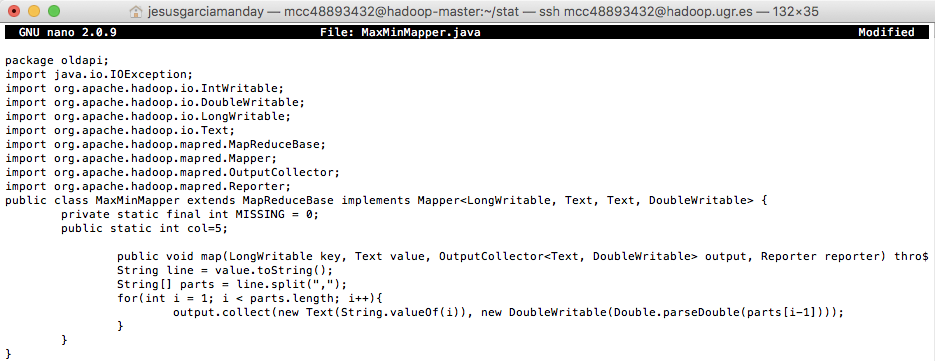 jesusgarciamanday — mcc48893432@hadoop-master:~/stat — ssh mcc48893432@hadoop.ugr.es — 132×35
GNU nano 2.0.9 File: MaxMinMapper.java Modified
package oldapi;
import java.io.IOException;
import org.apache.hadoop.io.IntWritable;
import org.apache.hadoop.io.DoubleWritable;
import org.apache.hadoop.io.LongWritable;
import org.apache.hadoop.io.Text;
import org.apache.hadoop.mapred.MapReduceBase;
import org.apache.hadoop.mapred.Mapper;
import org.apache.hadoop.mapred.OutputCollector;
import org.apache.hadoop.mapred.Reporter;
public class MaxMinMapper extends MapReduceBase implements Mapper<LongWritable, Text, Text, DoubleWritable> {
        private static final int MISSING = 0;
        public static int col=5;
                public void map(LongWritable key, Text value, OutputCollector<Text, DoubleWritable> output, Reporter reporter) thro$
                String line = value.toString();
                String[] parts = line.split(",");
                for(int i = 1; i < parts.length; i++){
                        output.collect(new Text(String.valueOf(i)), new DoubleWritable(Double.parseDouble(parts[i-1])));
                }
        }
}